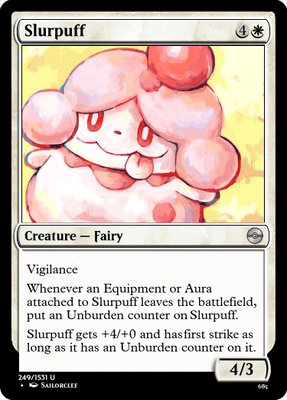 Slurpuff 4
Creature — Fairy
Vigilance
Whenever an Equipment or Aura
attached to Slurpuff leaves the battlefield,
put an Unburden counter on Slurpuff.
Slurpuff gets +4/+0 and has first strike as
long as it has an Unburden counter on it.
4/3
249/1531 U
• Sailorclef
685